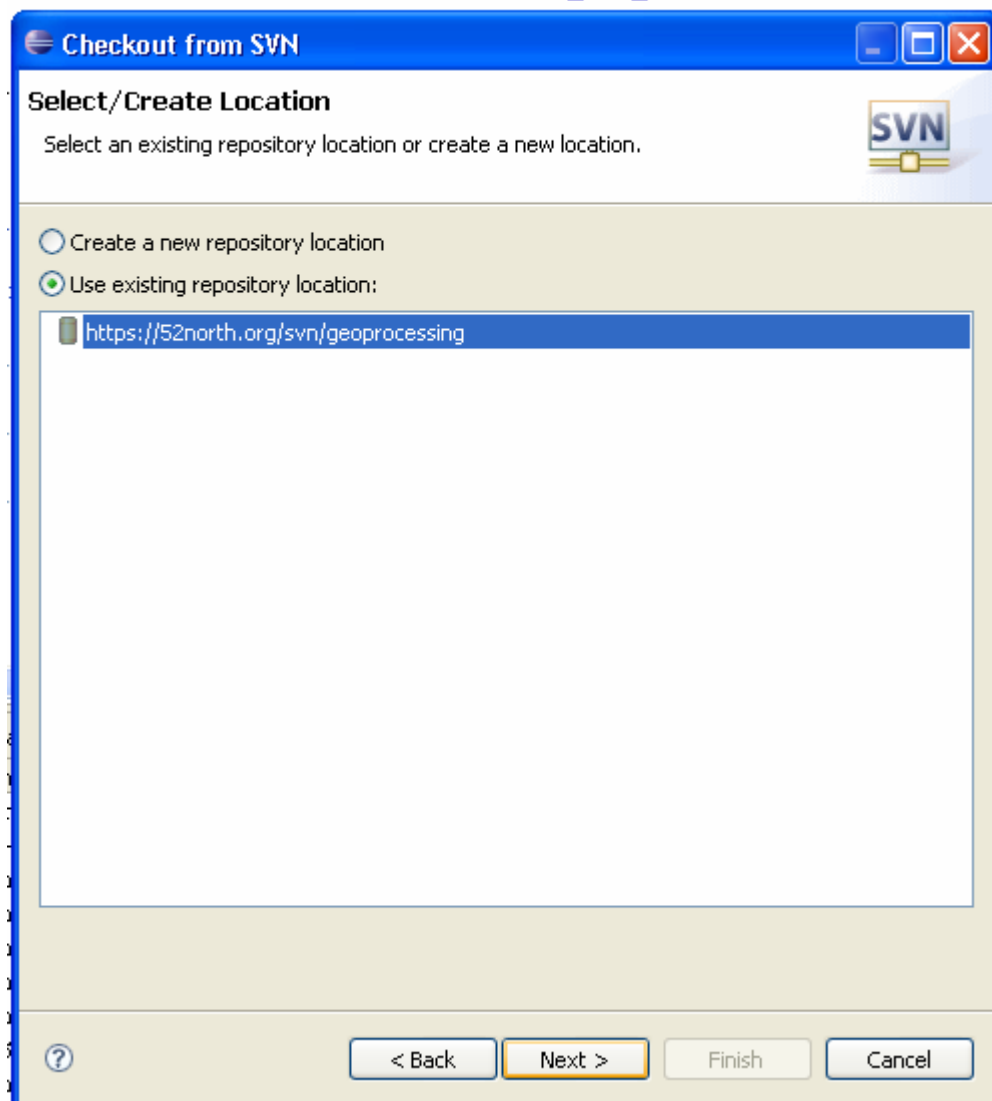 Checkout from SVN
Select/Create Location
Select an existing repository location or create a new location.
SVN
Create a new repository location
Use existing repository location:
https://52north.org/svn/geoprocessing
< Back Next > Finish Cancel